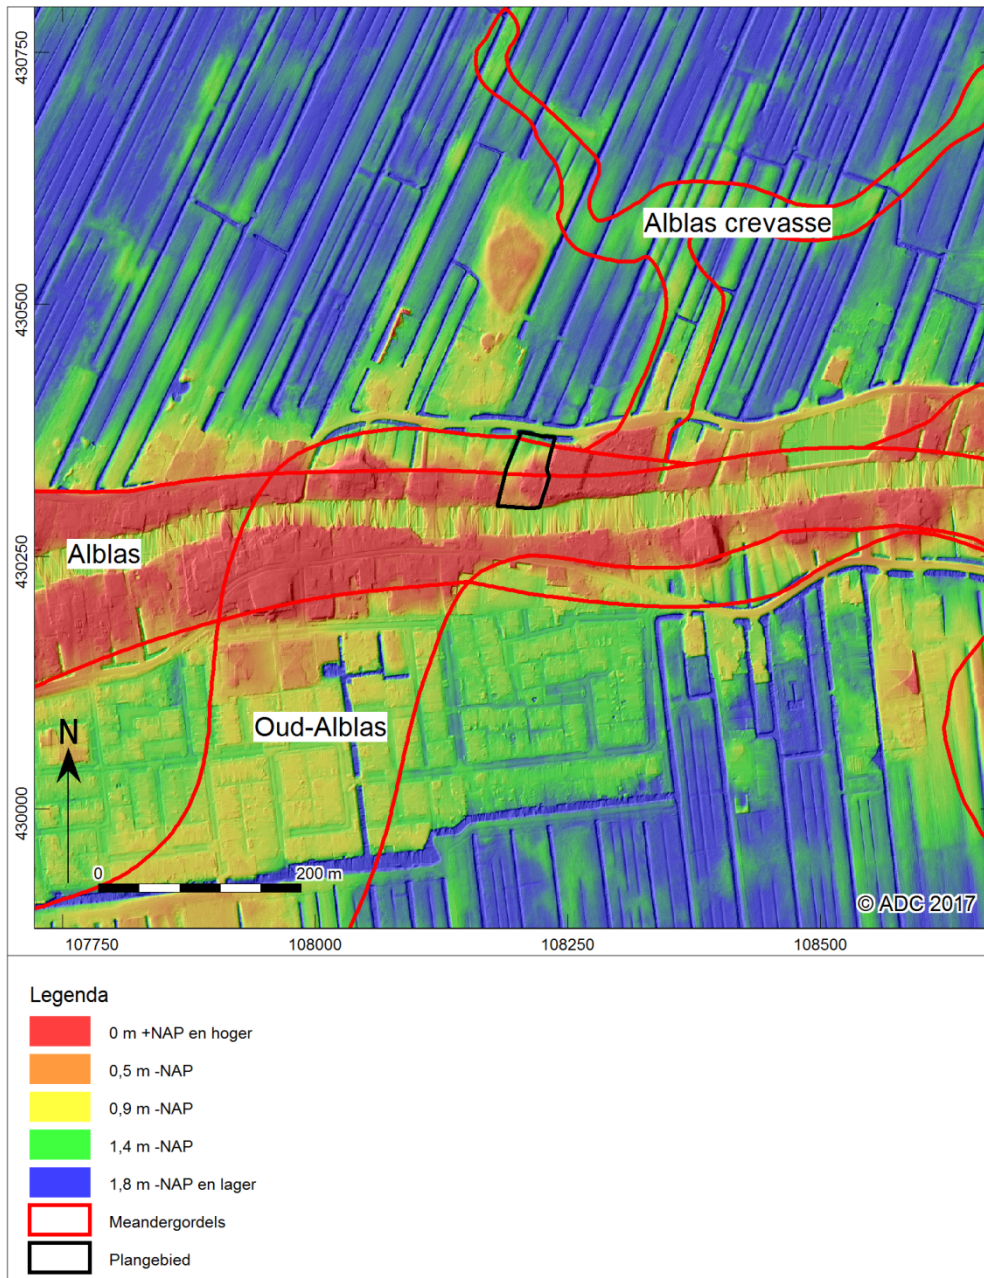 430750
430500
430250
430000
Alblas crevasse
Alblas
Oud-Alblas
N
0 200 m
© ADC 2017
107750 108000 108250 108500
Legenda
0 m +NAP en hoger
0,5 m -NAP
0,9 m -NAP
1,4 m -NAP
1,8 m -NAP en lager
Meandergordels
Plangebied